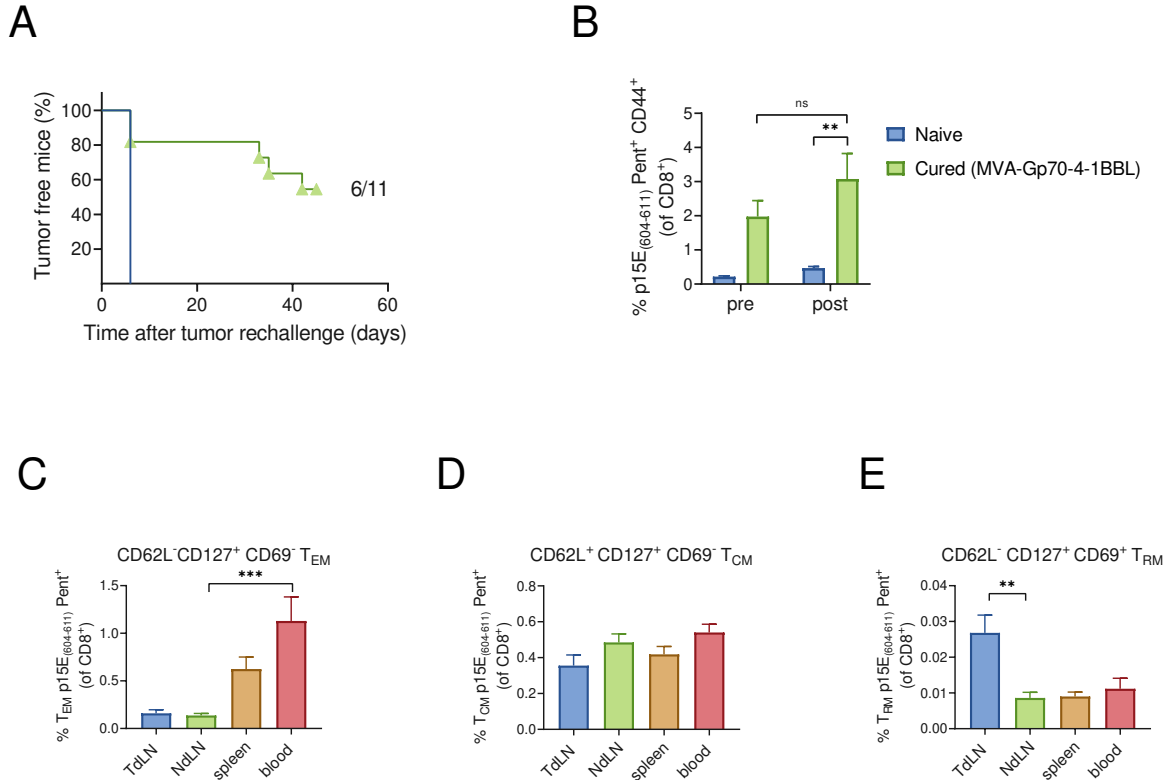 A
Tumor free mice (%)
100
80
60
40
20
0
20
40
60
6/11
Time after tumor rechallenge (days)
B
% p15E(604-611) Pent+ CD44+
(of CD8+)
5
4
3
2
1
0
ns
**
pre
post
Naive
Cured (MVA-Gp70-4-1BBL)
C
CD62L-CD127+ CD69- TEM
% TEM p15E(604-611) Pent+
(of CD8+)
1.5
1.0
0.5
0.0
***
TdLN
NdLN
spleen
blood
D
CD62L+ CD127+ CD69- TCM
% TCM p15E(604-611) Pent+
(of CD8+)
0.8
0.6
0.4
0.2
0.0
TdLN
NdLN
spleen
blood
E
CD62L- CD127+ CD69+ TRM
% TRM p15E(604-611) Pent+
(of CD8+)
0.04
0.03
0.02
0.01
0.00
**
TdLN
NdLN
spleen
blood